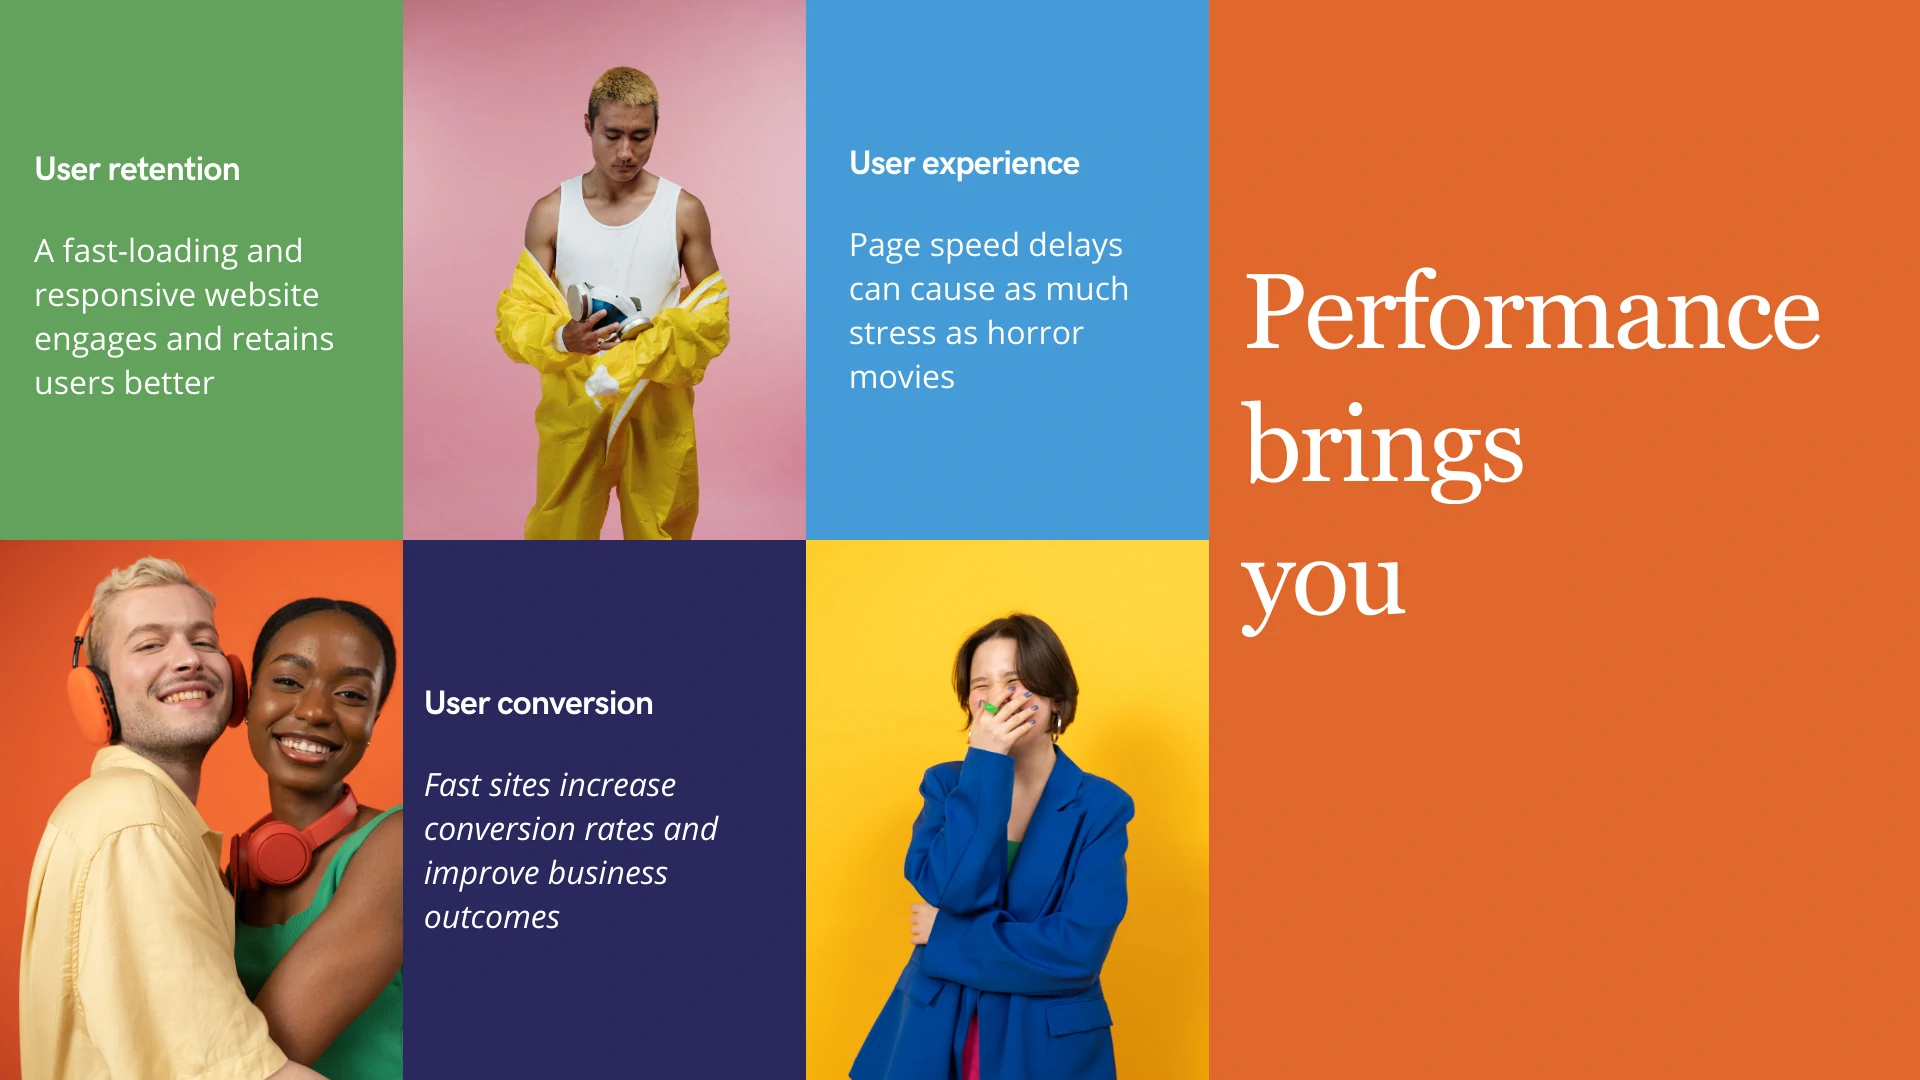 User retention
A fast-loading and
responsive website
engages and retains
users better
User experience
Page speed delays
can cause as much
stress as horror
movies
User conversion
Fast sites increase
conversion rates and
improve business
outcomes
Performance
brings
you